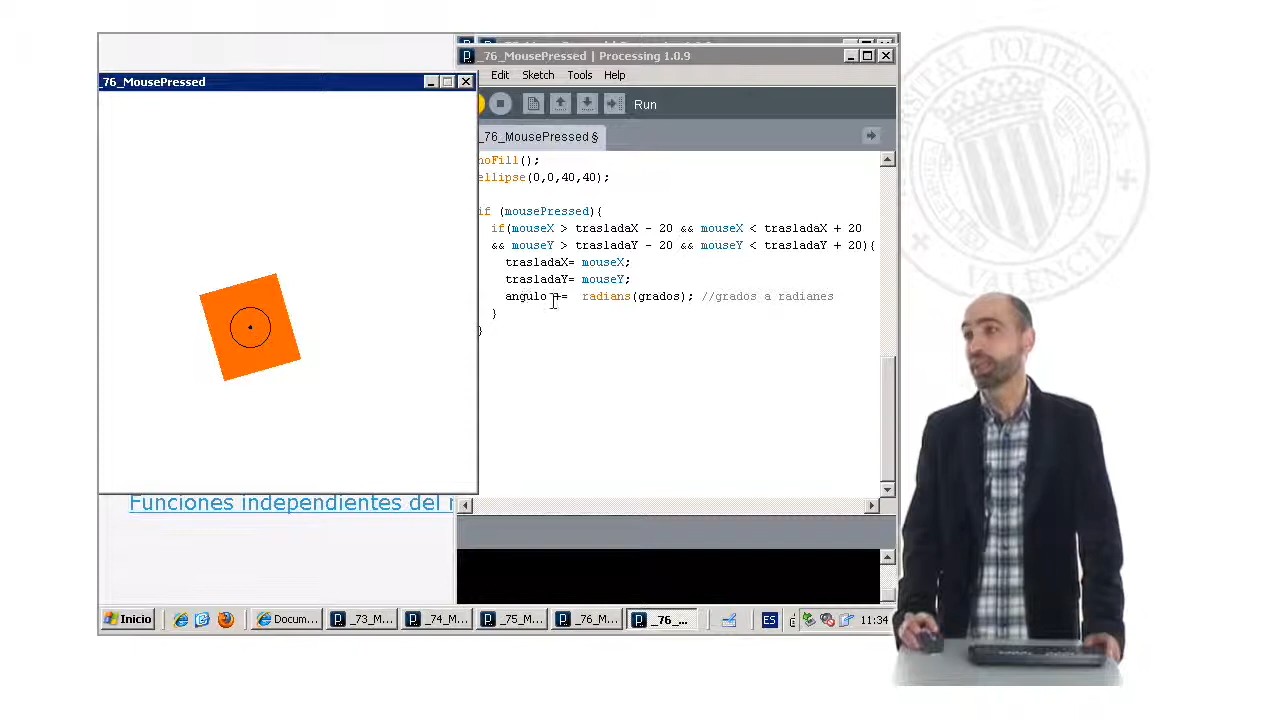 _76_MousePressed | Processing 1.0.9
Edit Sketch Tools Help
_76_MousePressed
Run
_76_MousePressed §
noFill();
ellipse(0,0,40,40);
if (mousePressed){
if(mouseX > trasladaX - 20 && mouseX < trasladaX + 20
&& mouseY > trasladaY - 20 && mouseY < trasladaY + 20){
trasladaX= mouseX;
trasladaY= mouseY;
angulo += radians(grados); //grados a radianes
}
}
Funciones independientes del
Inicio
Docum...
_73_M...
_74_M...
_75_M...
_76_M...
_76_...
ES
11:34